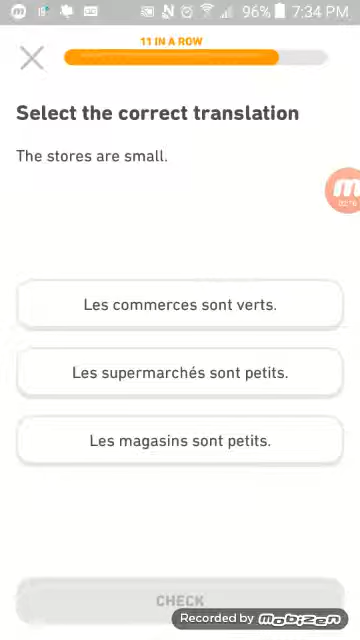 96% 7:34 PM
11 IN A ROW
Select the correct translation
The stores are small.
Les commerces sont verts.
Les supermarchés sont petits.
Les magasins sont petits.
CHECK
Recorded by mobizen